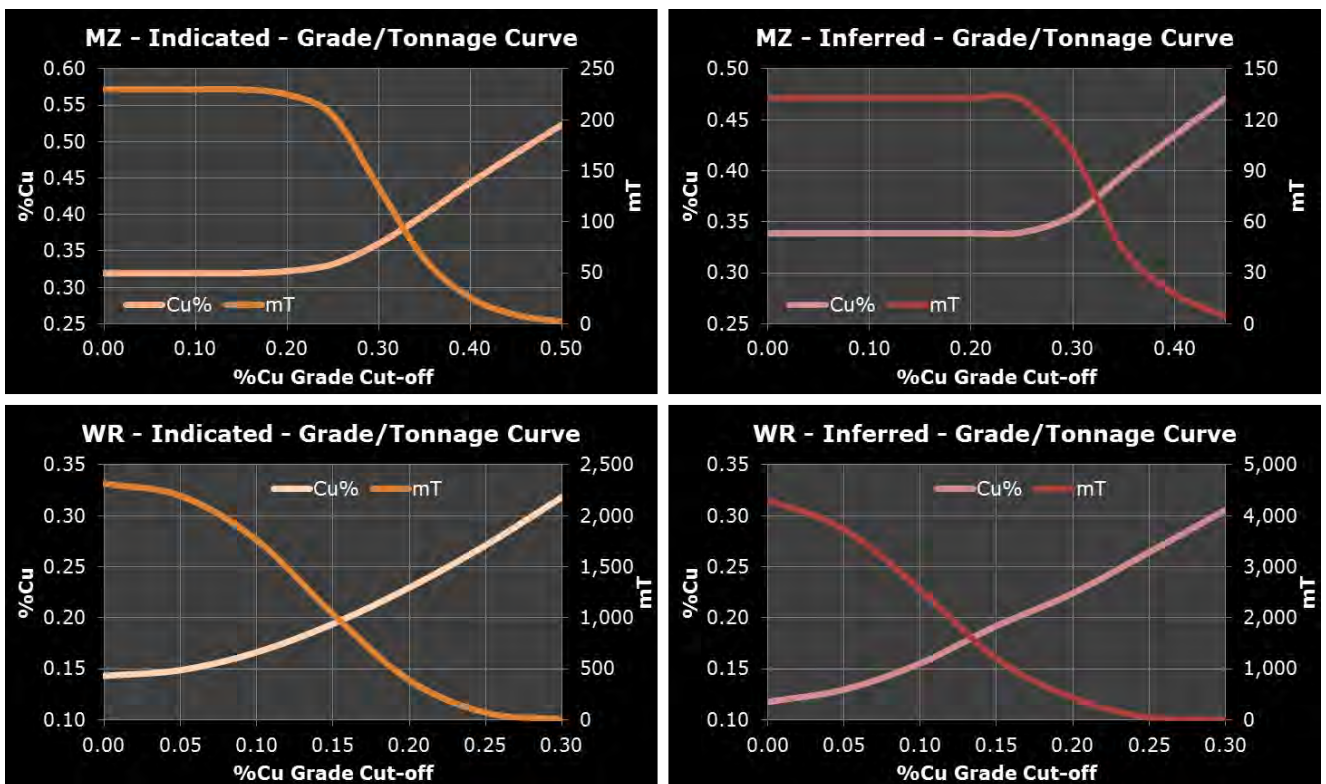 MZ - Indicated - Grade/Tonnage Curve
%Cu
0.60
0.55
0.50
0.45
0.40
0.35
0.30
0.25
250
200
150
100
50
0
mT
Cu% mT
0.00 0.10 0.20 0.30 0.40 0.50
%Cu Grade Cut-off
MZ - Inferred - Grade/Tonnage Curve
%Cu
0.50
0.45
0.40
0.35
0.30
0.25
150
120
90
60
30
0
mT
Cu% mT
0.00 0.10 0.20 0.30 0.40
%Cu Grade Cut-off
WR - Indicated - Grade/Tonnage Curve
%Cu
0.35
0.30
0.25
0.20
0.15
0.10
2,500
2,000
1,500
1,000
500
0
mT
Cu% mT
0.00 0.05 0.10 0.15 0.20 0.25 0.30
%Cu Grade Cut-off
WR - Inferred - Grade/Tonnage Curve
%Cu
0.35
0.30
0.25
0.20
0.15
0.10
5,000
4,000
3,000
2,000
1,000
0
mT
Cu% mT
0.00 0.05 0.10 0.15 0.20 0.25 0.30
%Cu Grade Cut-off